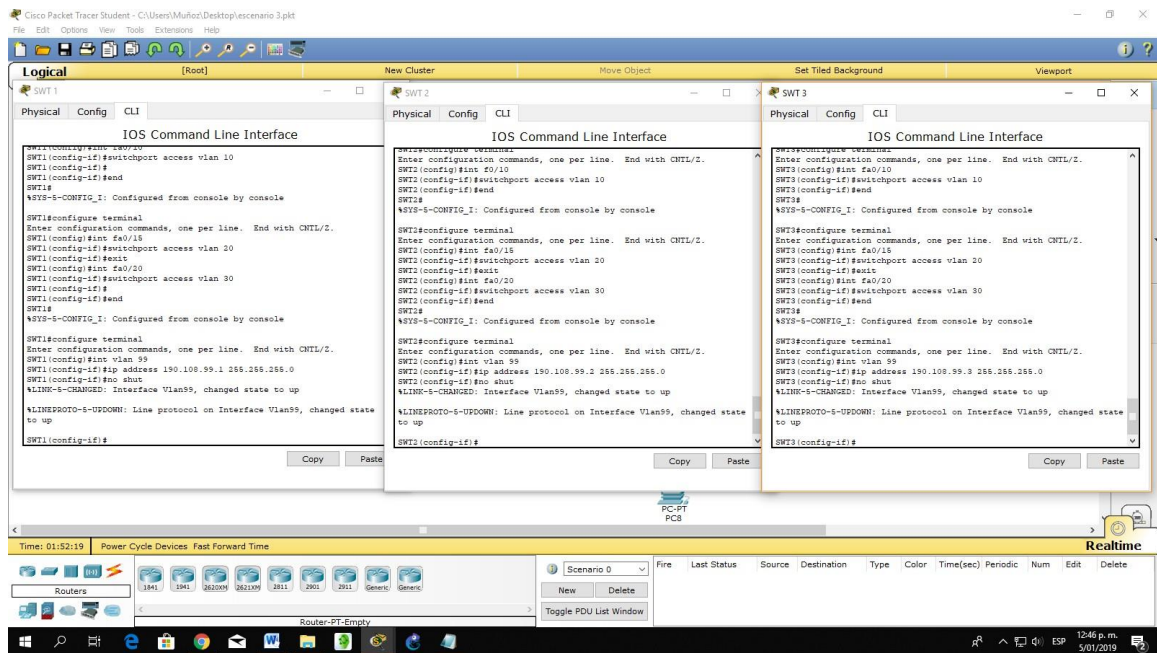 Cisco Packet Tracer Student - C:\Users\Muñoz\Desktop\escenario 3.pkt
File Edit Options View Tools Extensions Help
Logical [Root] New Cluster Move Object Set Tiled Background Viewport
SWT 1
Physical Config CLI
IOS Command Line Interface
SWT1(config)#int fa0/10
SWT1(config-if)#switchport access vlan 10
SWT1(config-if)#
SWT1(config-if)#end
SWT1#
%SYS-5-CONFIG_I: Configured from console by console
SWT1#configure terminal
Enter configuration commands, one per line. End with CNTL/Z.
SWT1(config)#int fa0/15
SWT1(config-if)#switchport access vlan 20
SWT1(config-if)#exit
SWT1(config)#int fa0/20
SWT1(config-if)#switchport access vlan 30
SWT1(config-if)#
SWT1(config-if)#end
SWT1#
%SYS-5-CONFIG_I: Configured from console by console
SWT1#configure terminal
Enter configuration commands, one per line. End with CNTL/Z.
SWT1(config)#int vlan 99
SWT1(config-if)#ip address 190.108.99.1 255.255.255.0
SWT1(config-if)#no shut
%LINK-5-CHANGED: Interface Vlan99, changed state to up
%LINEPROTO-5-UPDOWN: Line protocol on Interface Vlan99, changed state
to up
SWT1(config-if)#
Copy Paste
SWT 2
Physical Config CLI
IOS Command Line Interface
SWT2#configure terminal
Enter configuration commands, one per line. End with CNTL/Z.
SWT2(config)#int f0/10
SWT2(config-if)#switchport access vlan 10
SWT2(config-if)#end
SWT2#
%SYS-5-CONFIG_I: Configured from console by console
SWT2#configure terminal
Enter configuration commands, one per line. End with CNTL/Z.
SWT2(config)#int fa0/15
SWT2(config-if)#switchport access vlan 20
SWT2(config-if)#exit
SWT2(config)#int fa0/20
SWT2(config-if)#switchport access vlan 30
SWT2(config-if)#end
SWT2#
%SYS-5-CONFIG_I: Configured from console by console
SWT2#configure terminal
Enter configuration commands, one per line. End with CNTL/Z.
SWT2(config)#int vlan 99
SWT2(config-if)#ip address 190.108.99.2 255.255.255.0
SWT2(config-if)#no shut
%LINK-5-CHANGED: Interface Vlan99, changed state to up
%LINEPROTO-5-UPDOWN: Line protocol on Interface Vlan99, changed state
to up
SWT2(config-if)#
Copy Paste
SWT 3
Physical Config CLI
IOS Command Line Interface
SWT3#configure terminal
Enter configuration commands, one per line. End with CNTL/Z.
SWT3(config)#int fa0/10
SWT3(config-if)#switchport access vlan 10
SWT3(config-if)#end
SWT3#
%SYS-5-CONFIG_I: Configured from console by console
SWT3#configure terminal
Enter configuration commands, one per line. End with CNTL/Z.
SWT3(config)#int fa0/15
SWT3(config-if)#switchport access vlan 20
SWT3(config-if)#exit
SWT3(config)#int fa0/20
SWT3(config-if)#switchport access vlan 30
SWT3(config-if)#end
SWT3#
%SYS-5-CONFIG_I: Configured from console by console
SWT3#configure terminal
Enter configuration commands, one per line. End with CNTL/Z.
SWT3(config)#int vlan 99
SWT3(config-if)#ip address 190.108.99.3 255.255.255.0
SWT3(config-if)#no shut
%LINK-5-CHANGED: Interface Vlan99, changed state to up
%LINEPROTO-5-UPDOWN: Line protocol on Interface Vlan99, changed state
to up
SWT3(config-if)#
Copy Paste
PC-PT
PC8
Time: 01:52:19 Power Cycle Devices Fast Forward Time Realtime
Routers
1841 1941 2620XM 2621XM 2811 2901 2911 Generic Generic
Router-PT-Empty
Scenario 0
New Delete
Toggle PDU List Window
Fire Last Status Source Destination Type Color Time(sec) Periodic Num Edit Delete
ESP
12:46 p. m.
5/01/2019